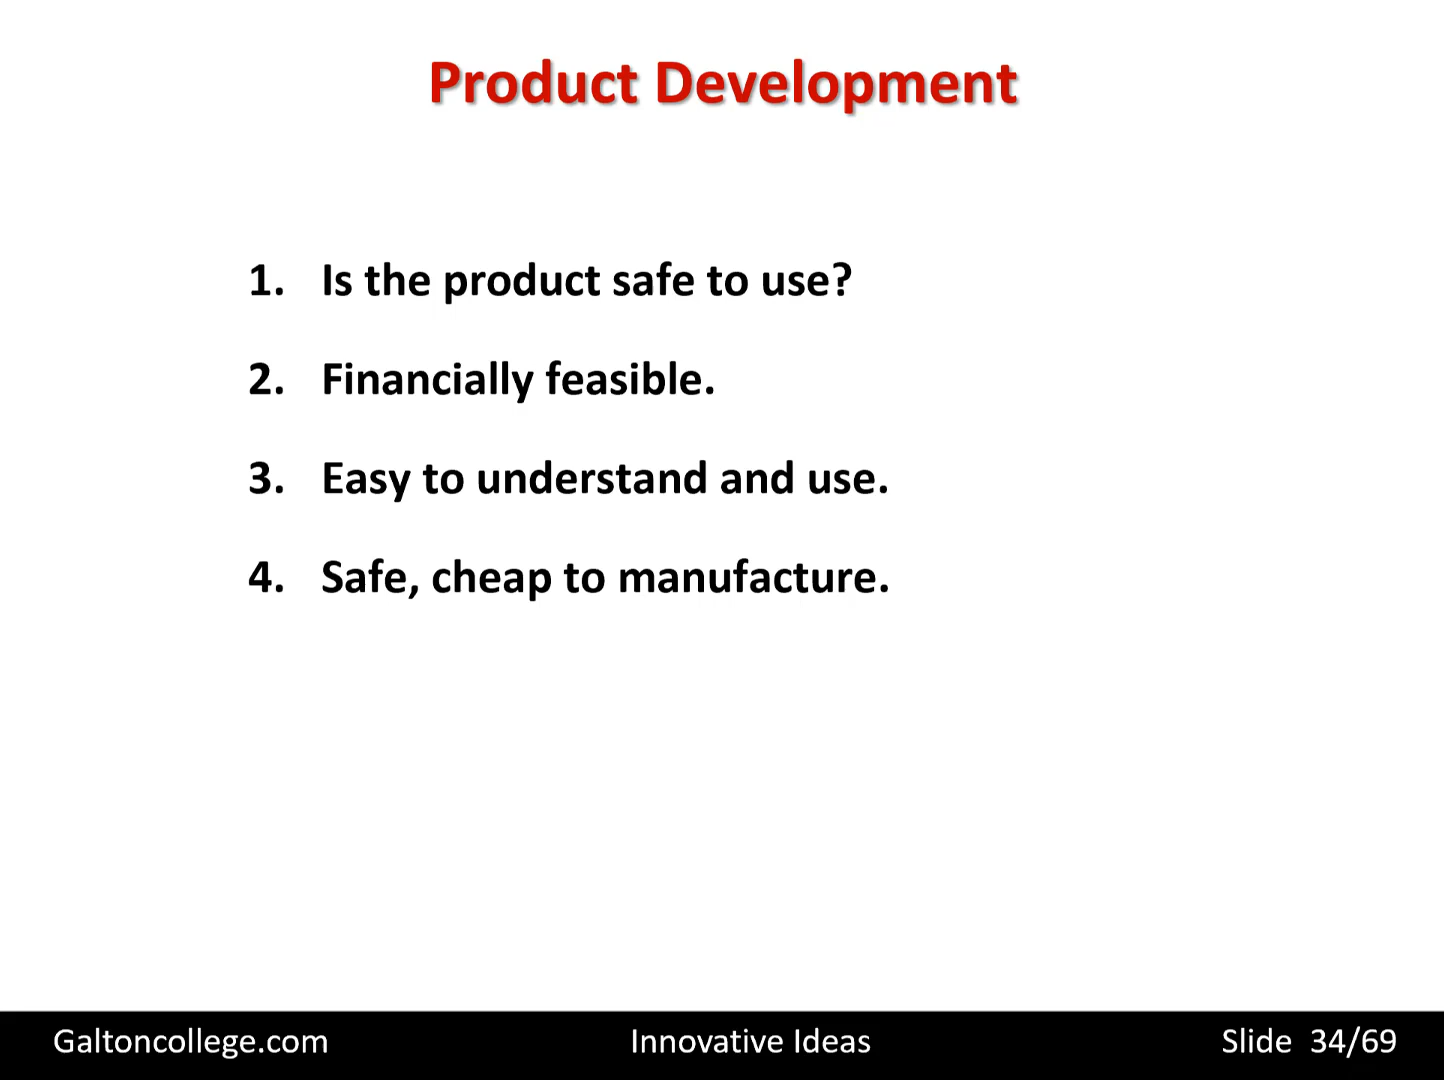 Product Development
1. Is the product safe to use?
2. Financially feasible.
3. Easy to understand and use.
4. Safe, cheap to manufacture.
Galtoncollege.com Innovative Ideas Slide 34/69